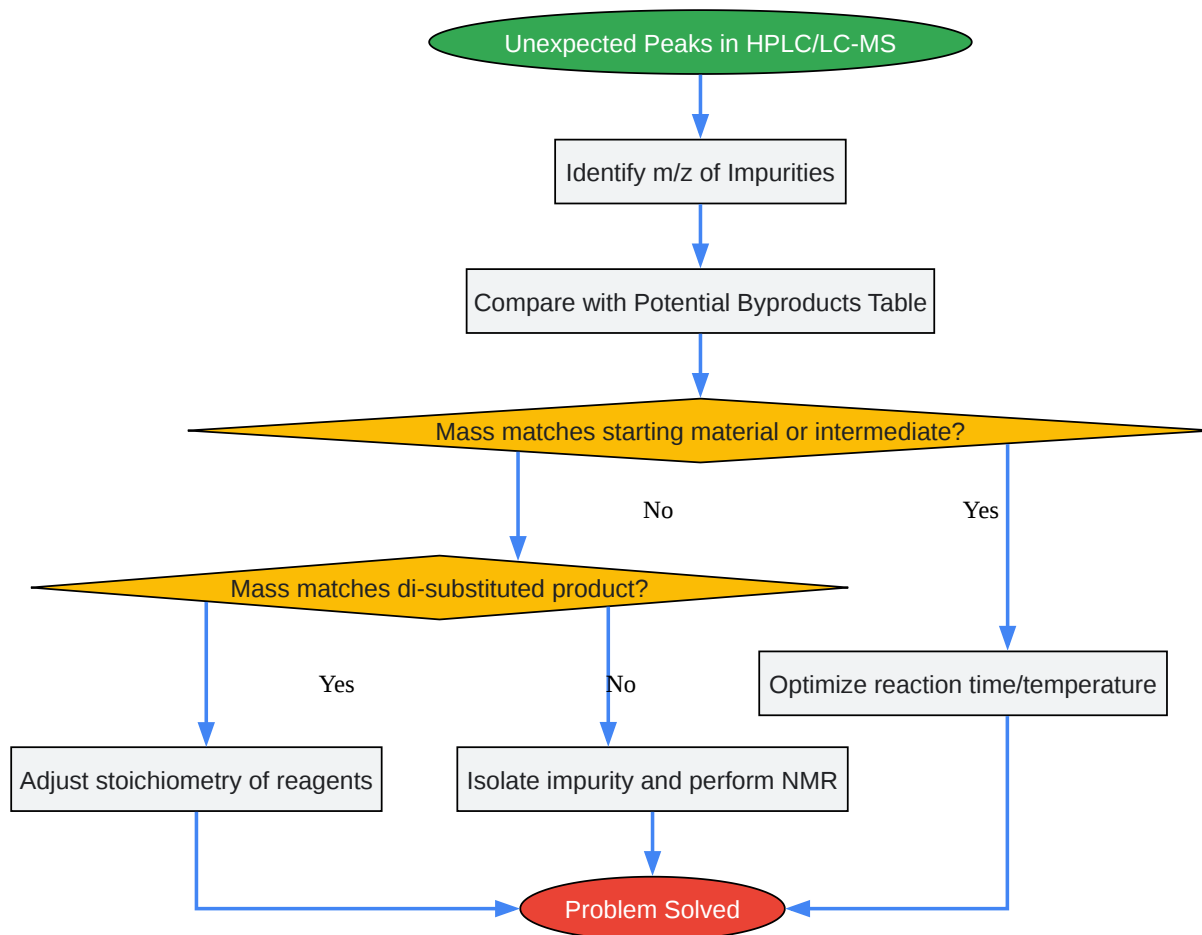 Unexpected Peaks in HPLC/LC-MS
Identify m/z of Impurities
Compare with Potential Byproducts Table
Mass matches starting material or intermediate?
No
Yes
Mass matches di-substituted product?
Yes
No
Optimize reaction time/temperature
Adjust stoichiometry of reagents
Isolate impurity and perform NMR
Problem Solved